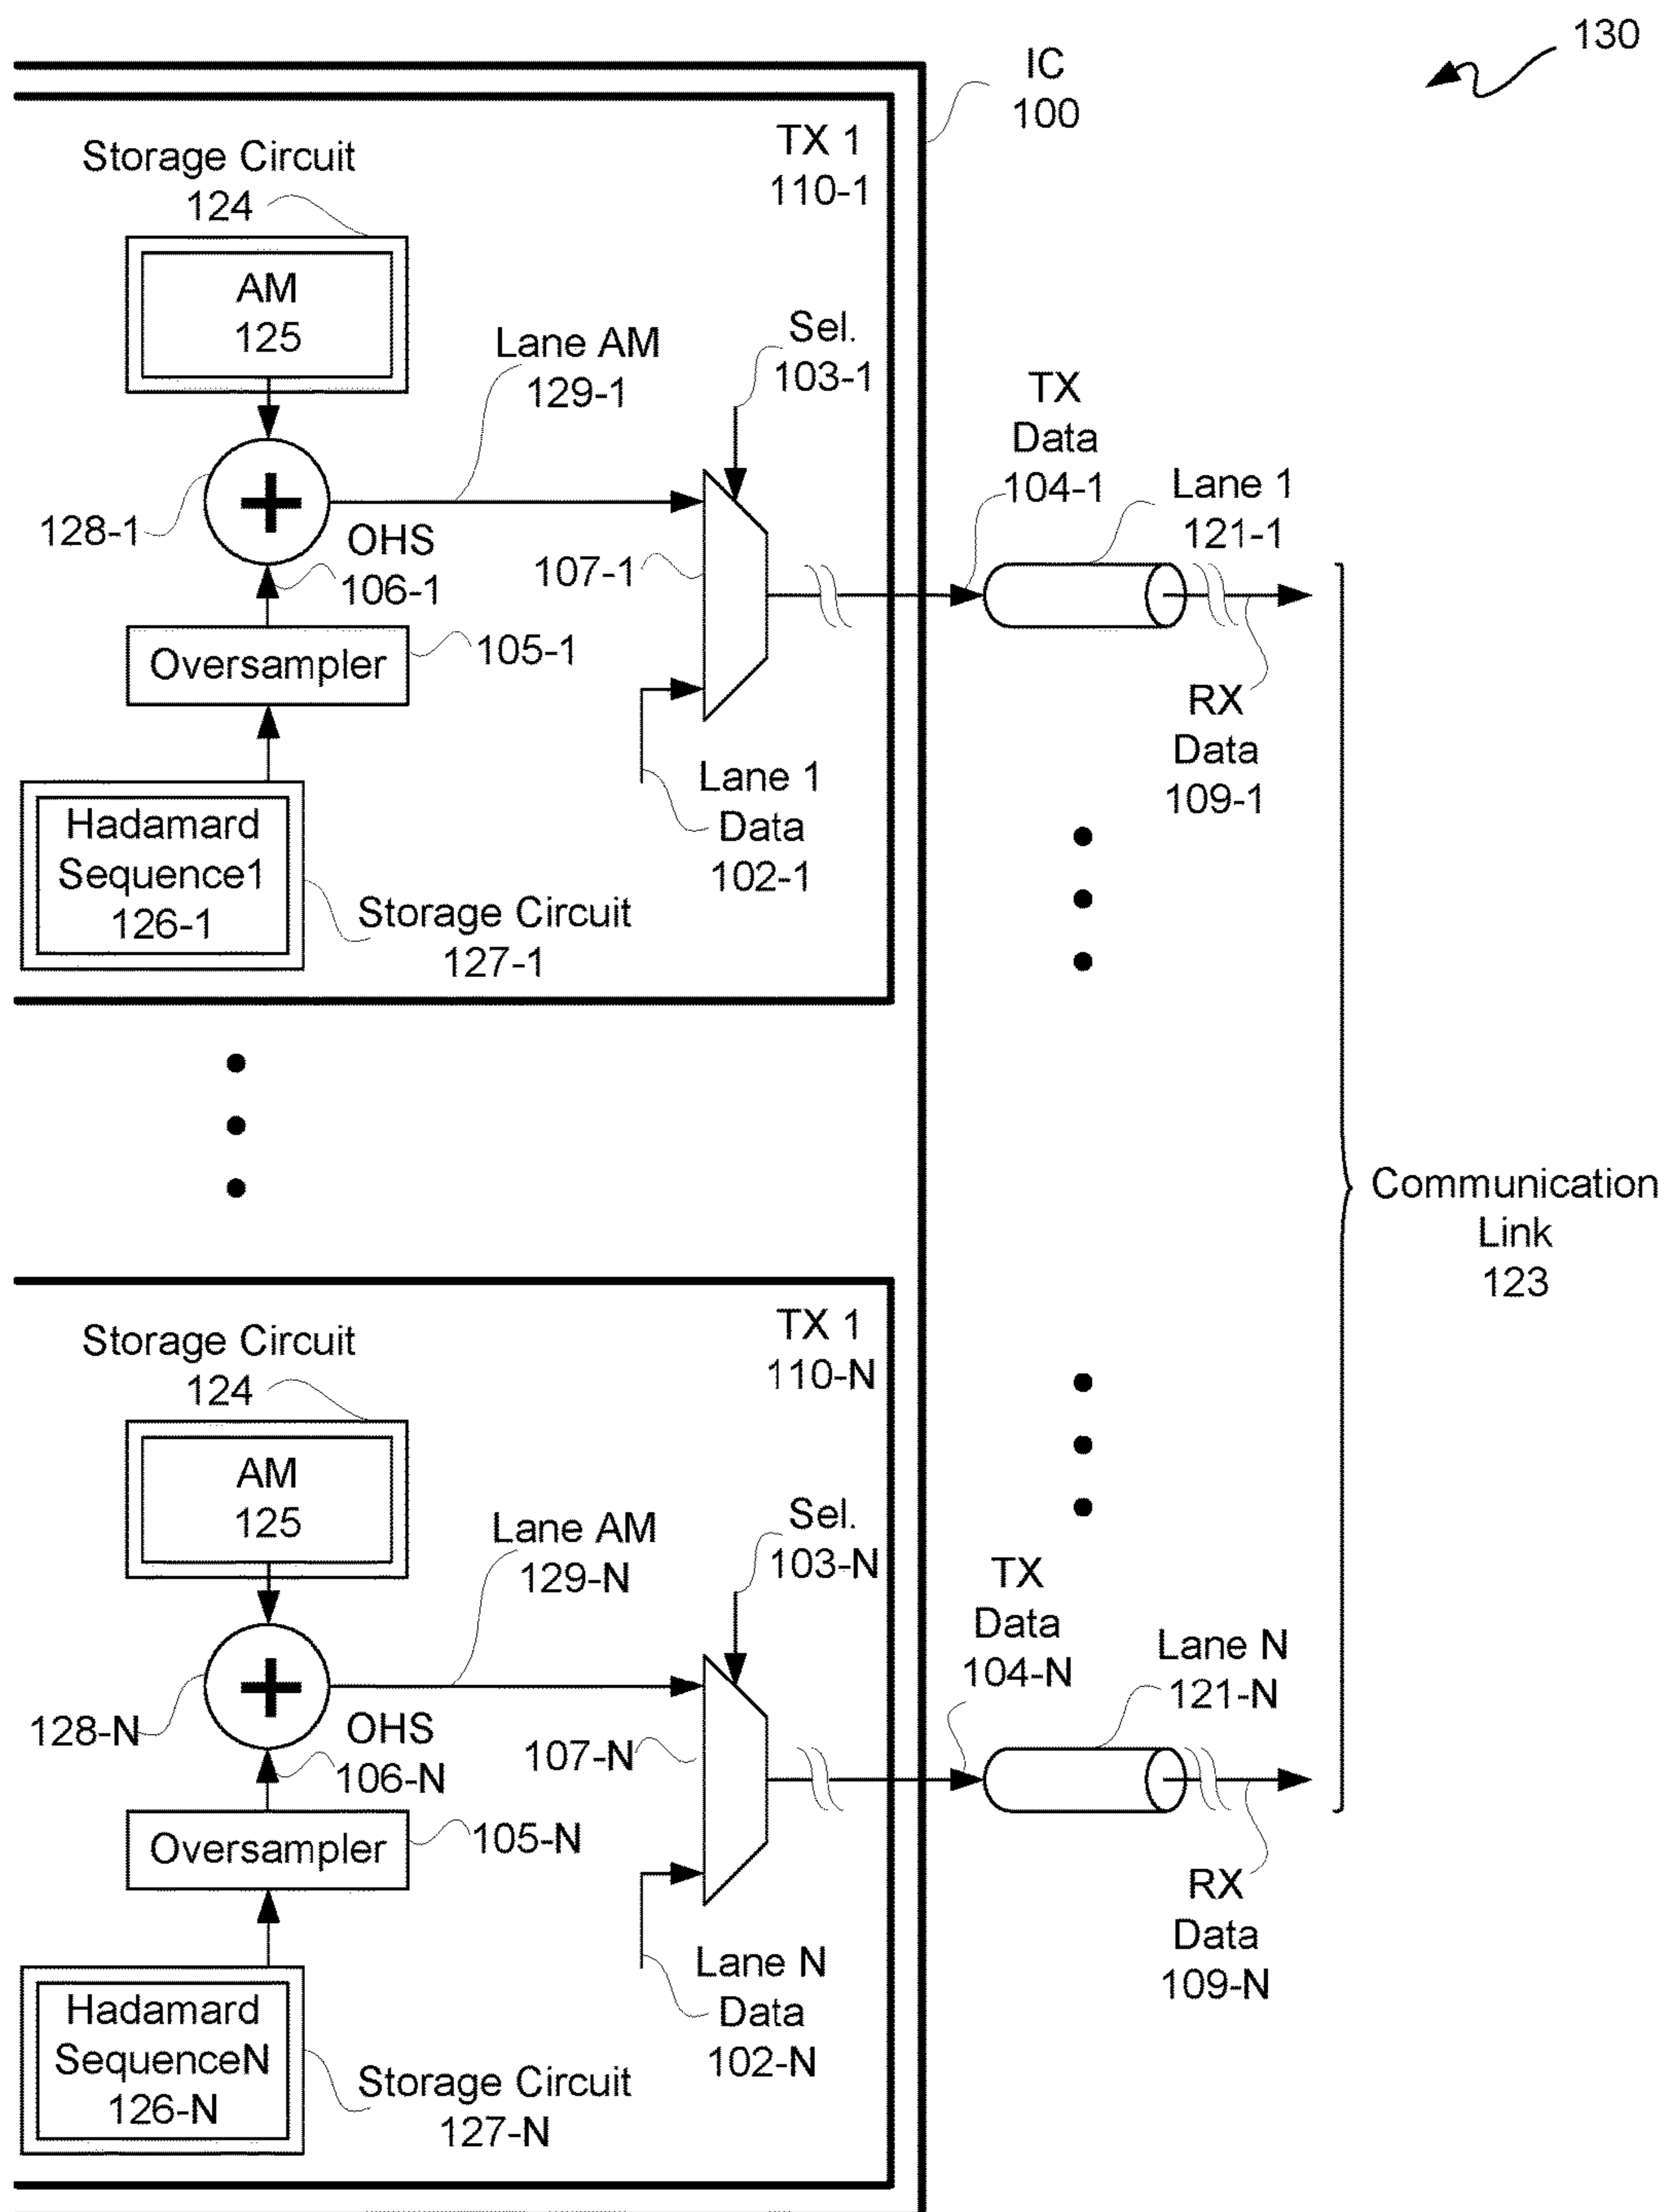 130
IC
100
TX 1
110-1
Storage Circuit
124
AM
125
Lane AM
129-1
Sel.
103-1
TX
Data
104-1
Lane 1
121-1
+
128-1
OHS
106-1
107-1
Oversampler
105-1
RX
Data
109-1
Lane 1
Data
102-1
Hadamard
Sequence1
126-1
Storage Circuit
127-1
Communication
Link
123
TX 1
110-N
Storage Circuit
124
AM
125
Lane AM
129-N
Sel.
103-N
TX
Data
104-N
Lane N
121-N
+
128-N
OHS
106-N
107-N
Oversampler
105-N
RX
Data
109-N
Lane N
Data
102-N
Hadamard
SequenceN
126-N
Storage Circuit
127-N